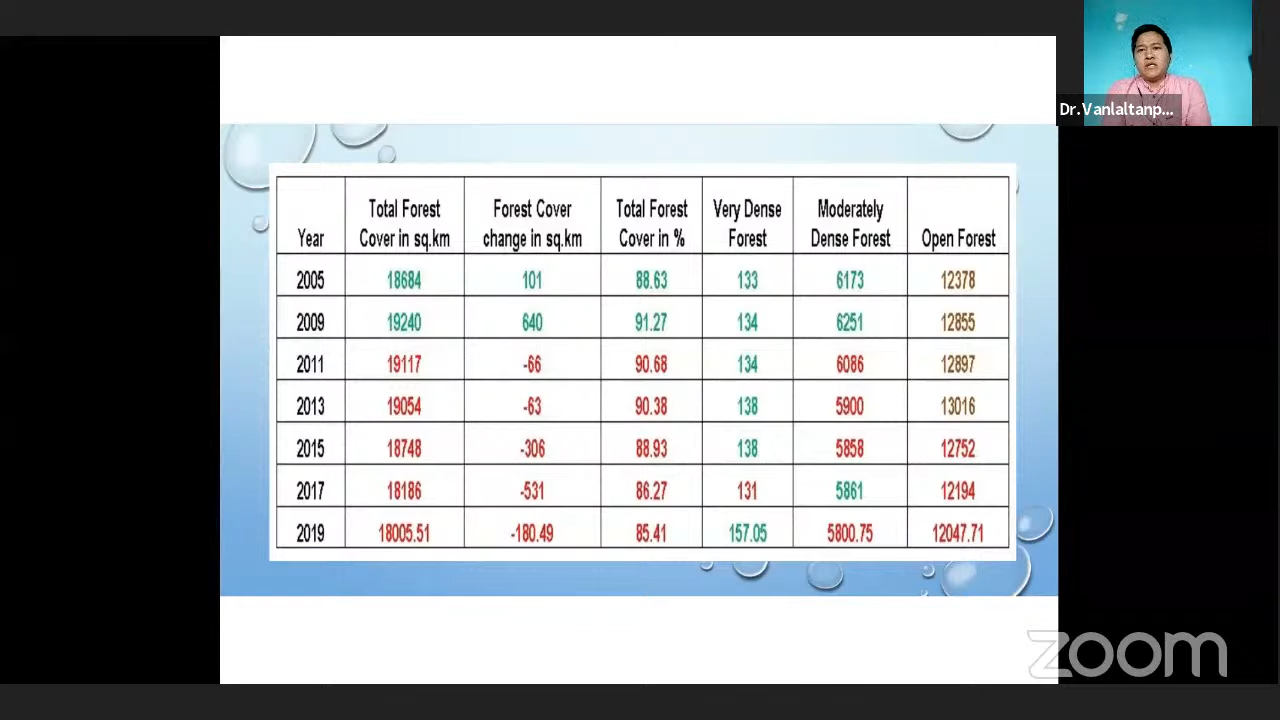 Dr.Vanlaltanp...
Year | Total Forest Cover in sq.km | Forest Cover change in sq.km | Total Forest Cover in % | Very Dense Forest | Moderately Dense Forest | Open Forest
2005 | 18684 | 101 | 88.63 | 133 | 6173 | 12378
2009 | 19240 | 640 | 91.27 | 134 | 6251 | 12855
2011 | 19117 | -66 | 90.68 | 134 | 6086 | 12897
2013 | 19054 | -63 | 90.38 | 138 | 5900 | 13016
2015 | 18748 | -306 | 88.93 | 138 | 5858 | 12752
2017 | 18186 | -531 | 86.27 | 131 | 5861 | 12194
2019 | 18005.51 | -180.49 | 85.41 | 157.05 | 5800.75 | 12047.71
zoom